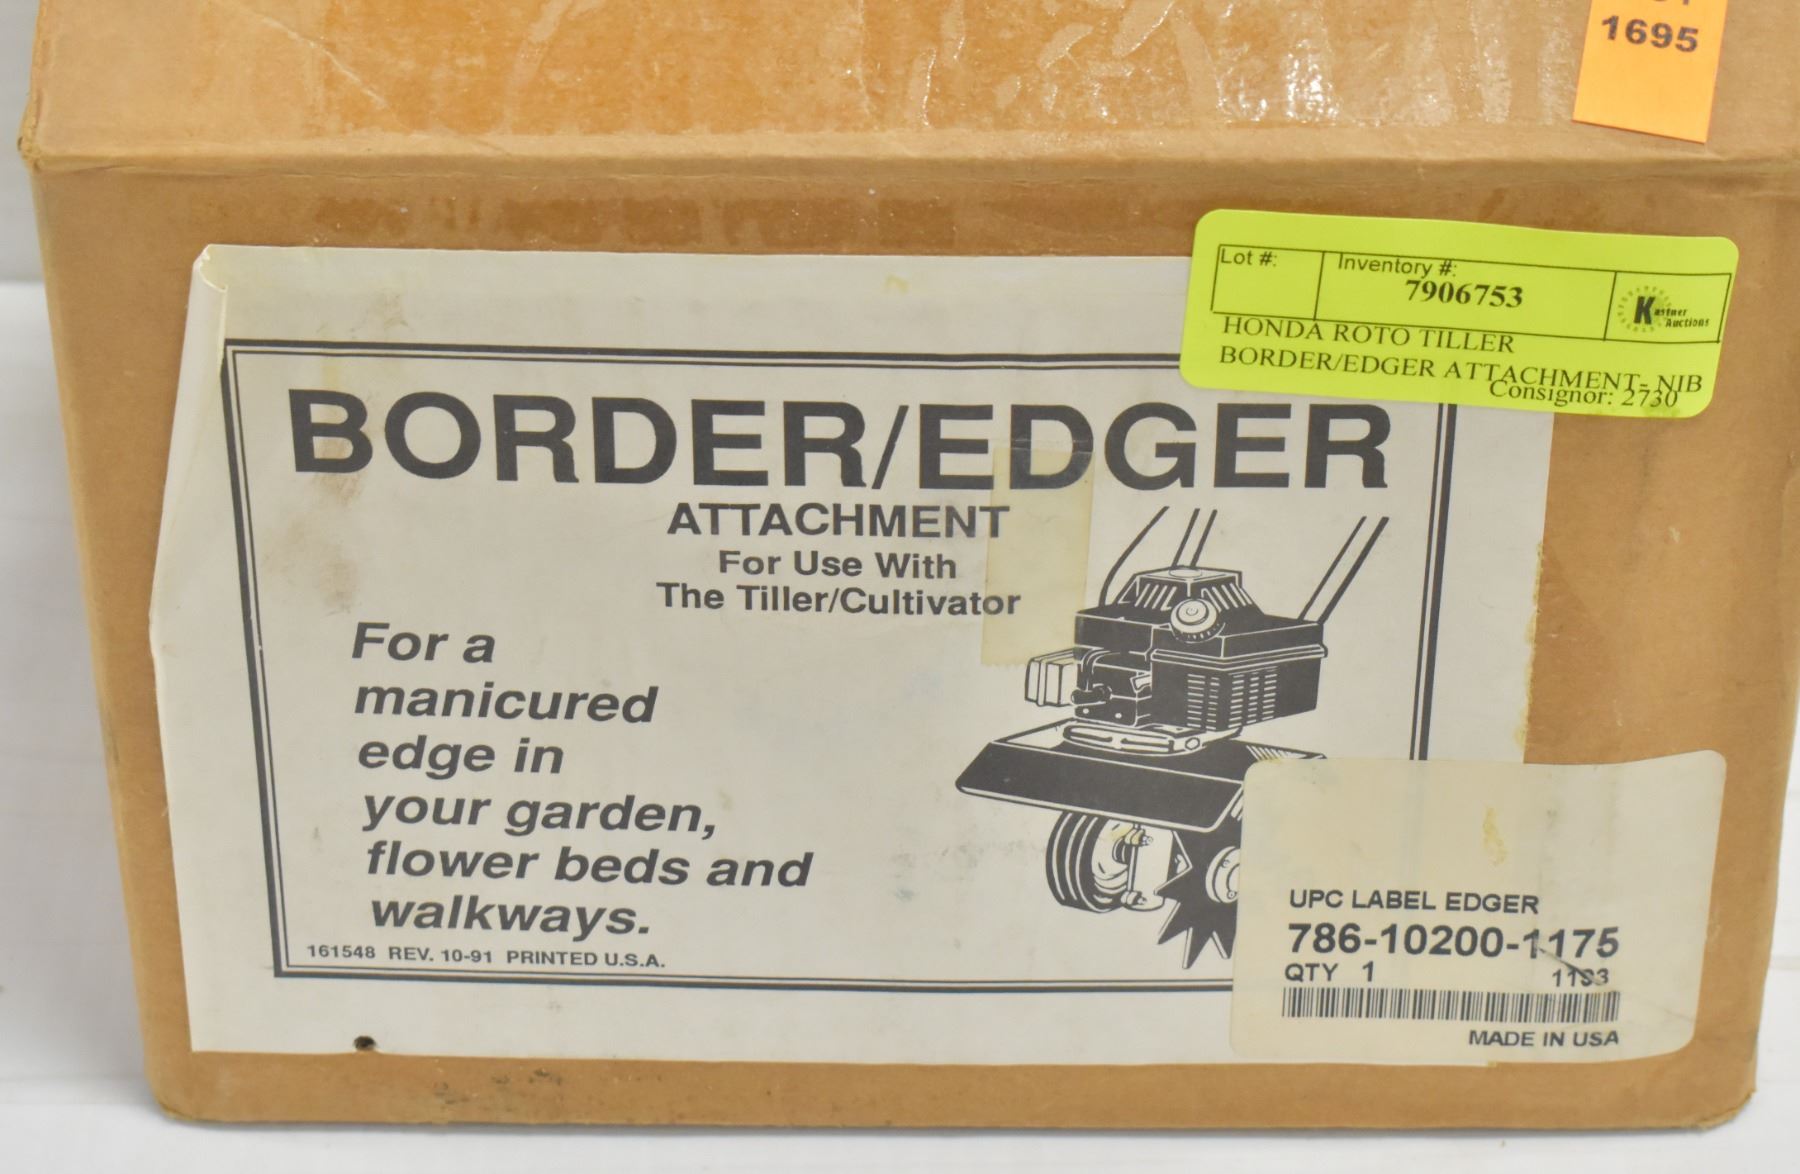 1695
Lot #:
Inventory #:
7906753
Kastner
Auctions
HONDA ROTO TILLER
BORDER/EDGER ATTACHMENT- NIB
Consignor: 2730
BORDER/EDGER
ATTACHMENT
For Use With
The Tiller/Cultivator
For a
manicured
edge in
your garden,
flower beds and
walkways.
161548 REV. 10-91 PRINTED U.S.A.
UPC LABEL EDGER
786-10200-1175
QTY 1
MADE IN USA